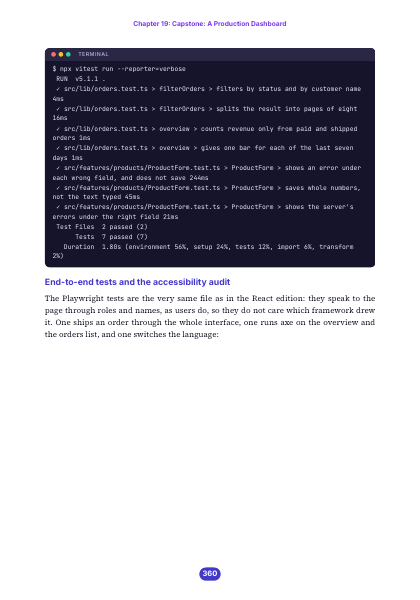 Chapter 19: Capstone: A Production Dashboard
TERMINAL
$ npx vitest run --reporter=verbose
RUN v5.1.1 .
✓ src/lib/orders.test.ts > filterOrders > filters by status and by customer name
4ms
✓ src/lib/orders.test.ts > filterOrders > splits the result into pages of eight
16ms
✓ src/lib/orders.test.ts > overview > counts revenue only from paid and shipped
orders 1ms
✓ src/lib/orders.test.ts > overview > gives one bar for each of the last seven
days 1ms
✓ src/features/products/ProductForm.test.ts > ProductForm > shows an error under
each wrong field, and does not save 244ms
✓ src/features/products/ProductForm.test.ts > ProductForm > saves whole numbers,
not the text typed 45ms
✓ src/features/products/ProductForm.test.ts > ProductForm > shows the server's
errors under the right field 21ms
Test Files 2 passed (2)
Tests 7 passed (7)
Duration 1.80s (environment 56%, setup 24%, tests 12%, import 6%, transform
2%)
End-to-end tests and the accessibility audit
The Playwright tests are the very same file as in the React edition: they speak to the
page through roles and names, as users do, so they do not care which framework drew
it. One ships an order through the whole interface, one runs axe on the overview and
the orders list, and one switches the language:
360